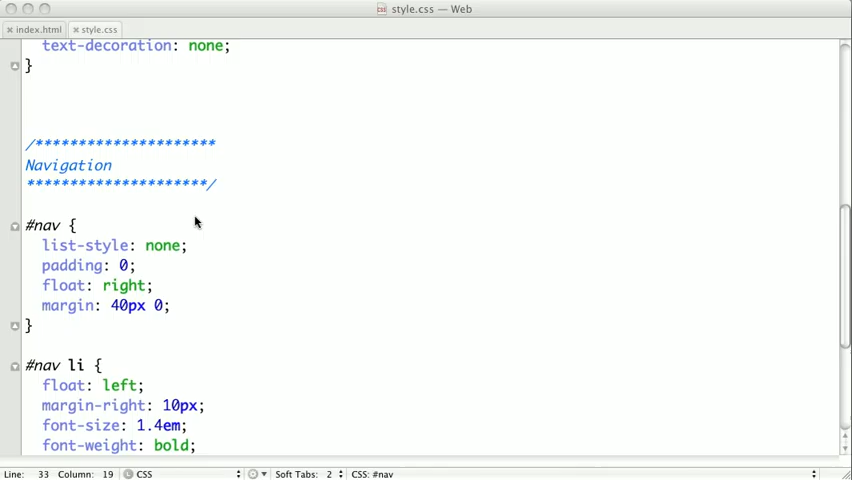 style.css — Web
index.html style.css
text-decoration: none;
}
/*********************
Navigation
*********************/
#nav {
list-style: none;
padding: 0;
float: right;
margin: 40px 0;
}
#nav li {
float: left;
margin-right: 10px;
font-size: 1.4em;
font-weight: bold;
Line: 33 Column: 19 CSS Soft Tabs: 2 CSS: #nav